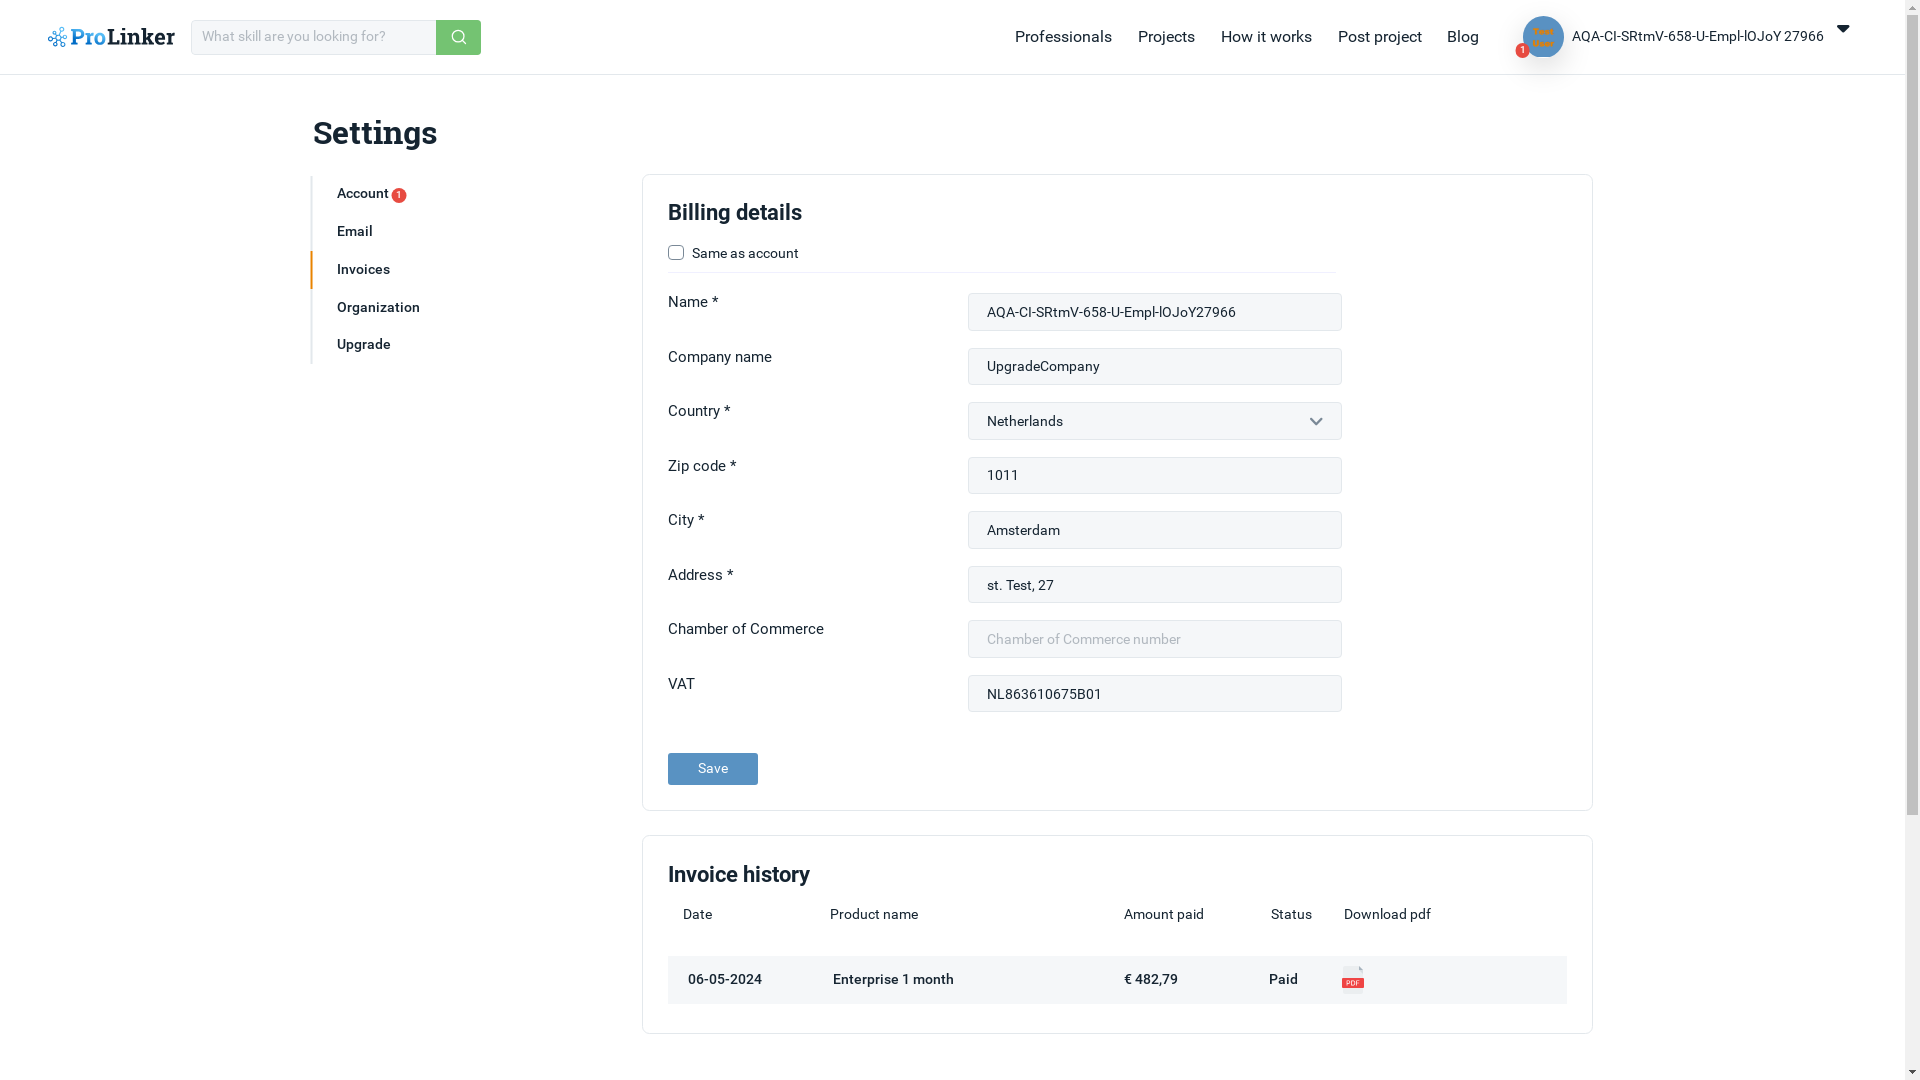 ProLinker
What skill are you looking for?
Professionals
Projects
How it works
Post project
Blog
Test
User
1
AQA-CI-SRtmV-658-U-Empl-lOJoY 27966
Settings
Account 1
Email
Invoices
Organization
Upgrade
Billing details
Same as account
Name *
AQA-CI-SRtmV-658-U-Empl-lOJoY27966
Company name
UpgradeCompany
Country *
Netherlands
Zip code *
1011
City *
Amsterdam
Address *
st. Test, 27
Chamber of Commerce
Chamber of Commerce number
VAT
NL863610675B01
Save
Invoice history
Date Product name Amount paid Status Download pdf
06-05-2024 Enterprise 1 month € 482,79 Paid PDF